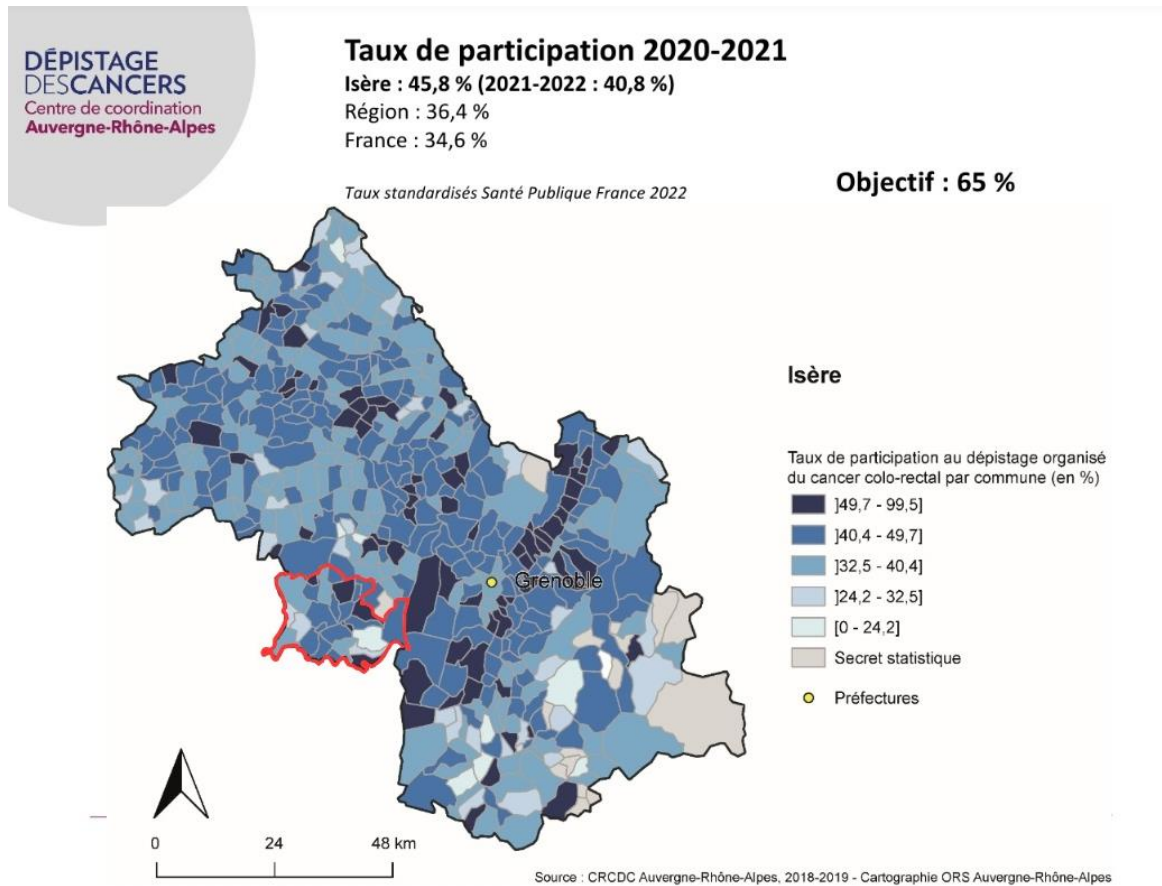 DÉPISTAGE
DESCANCERS
Centre de coordination
Auvergne-Rhône-Alpes
Taux de participation 2020-2021
Isère : 45,8 % (2021-2022 : 40,8 %)
Région : 36,4 %
France : 34,6 %
Taux standardisés Santé Publique France 2022
Objectif : 65 %
Isère
Taux de participation au dépistage organisé
du cancer colo-rectal par commune (en %)
]49,7 - 99,5]
]40,4 - 49,7]
]32,5 - 40,4]
]24,2 - 32,5]
[0 - 24,2]
Secret statistique
Préfectures
Grenoble
0 24 48 km
Source : CRCDC Auvergne-Rhône-Alpes, 2018-2019 - Cartographie ORS Auvergne-Rhône-Alpes